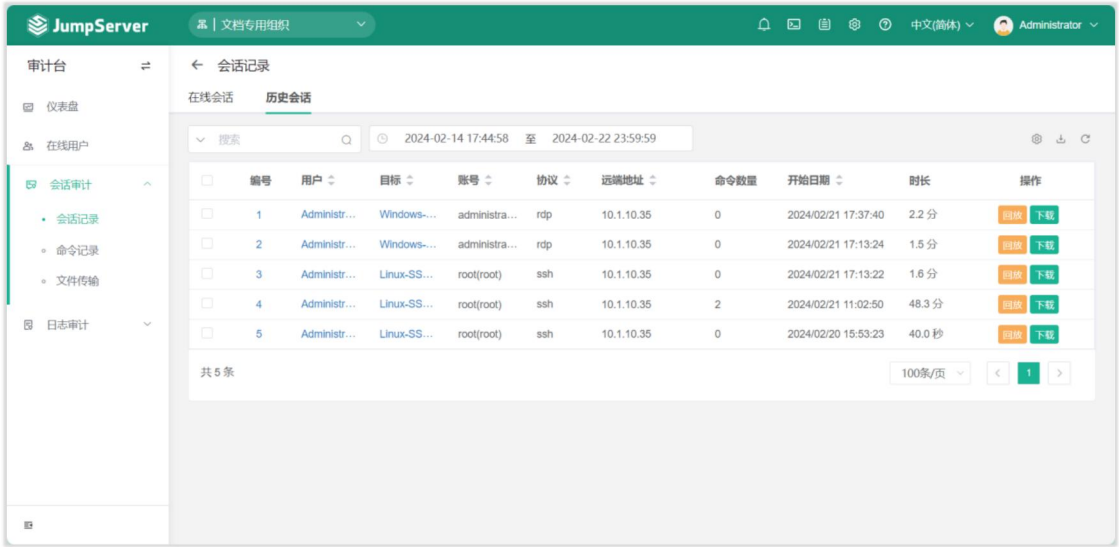 JumpServer 文档专用组织 中文(简体) Administrator
审计台
仪表盘
在线用户
会话审计
会话记录
命令记录
文件传输
日志审计
会话记录
在线会话 历史会话
搜索 2024-02-14 17:44:58 至 2024-02-22 23:59:59
编号 用户 目标 账号 协议 远端地址 命令数量 开始日期 时长 操作
1 Administr... Windows-... administra... rdp 10.1.10.35 0 2024/02/21 17:37:40 2.2 分 回放 下载
2 Administr... Windows-... administra... rdp 10.1.10.35 0 2024/02/21 17:13:24 1.5 分 回放 下载
3 Administr... Linux-SS... root(root) ssh 10.1.10.35 0 2024/02/21 17:13:22 1.6 分 回放 下载
4 Administr... Linux-SS... root(root) ssh 10.1.10.35 2 2024/02/21 11:02:50 48.3 分 回放 下载
5 Administr... Linux-SS... root(root) ssh 10.1.10.35 0 2024/02/20 15:53:23 40.0 秒 回放 下载
共 5 条 100条/页 1